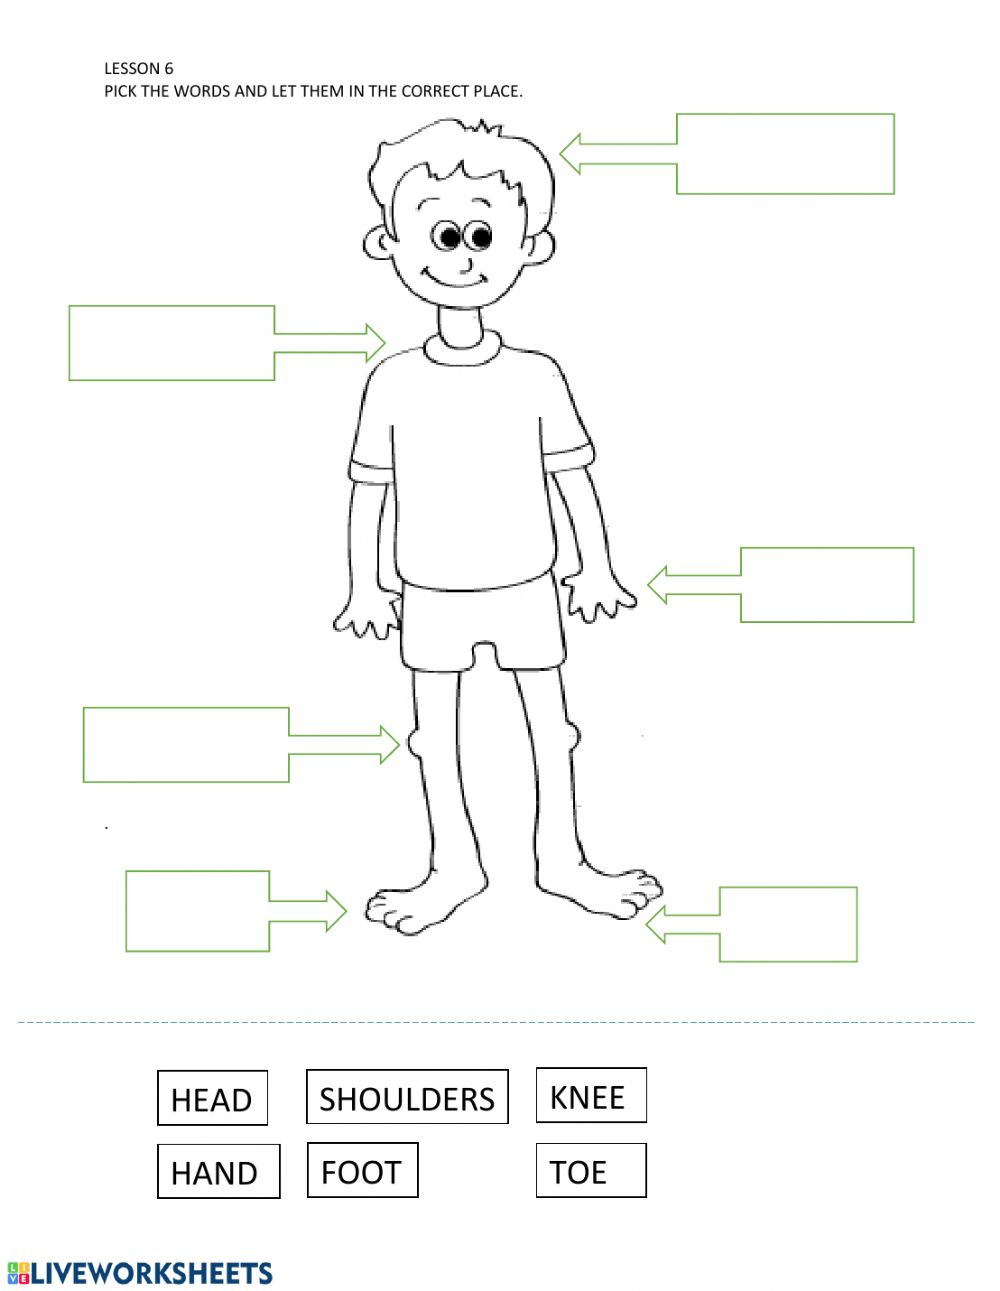 LESSON 6
PICK THE WORDS AND LET THEM IN THE CORRECT PLACE.
HEAD SHOULDERS KNEE
HAND FOOT TOE
LIVE LIVEWORKSHEETS